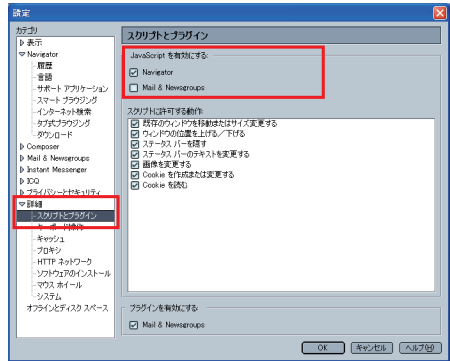 設定
カテゴリ
表示
Navigator
履歴
言語
サポート アプリケーション
スマート ブラウジング
インターネット検索
タブ式ブラウジング
ダウンロード
Composer
Mail & Newsgroups
Instant Messenger
ICQ
プライバシーとセキュリティ
詳細
スクリプトとプラグイン
キーボード操作
キャッシュ
プロキシ
HTTP ネットワーク
ソフトウェアのインストール
マウス ホイール
システム
オフラインとディスク スペース
スクリプトとプラグイン
JavaScript を有効にする:
Navigator
Mail & Newsgroups
スクリプトに許可する動作:
既存のウィンドウを移動またはサイズ変更する
ウィンドウの位置を上げる／下げる
ステータス バーを隠す
ステータス バーのテキストを変更する
画像を変更する
Cookie を作成または変更する
Cookie を読む
プラグインを有効にする:
Mail & Newsgroups
OK
キャンセル
ヘルプ(H)